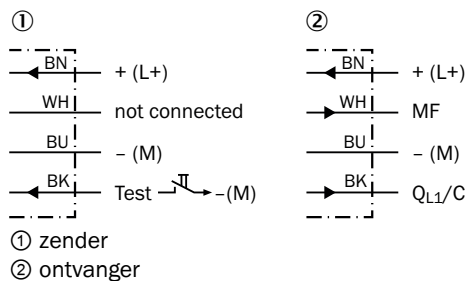 ① ②
BN + (L+) BN + (L+)
WH not connected WH MF
BU – (M) BU – (M)
BK Test –(M) BK QL1/C
① zender
② ontvanger